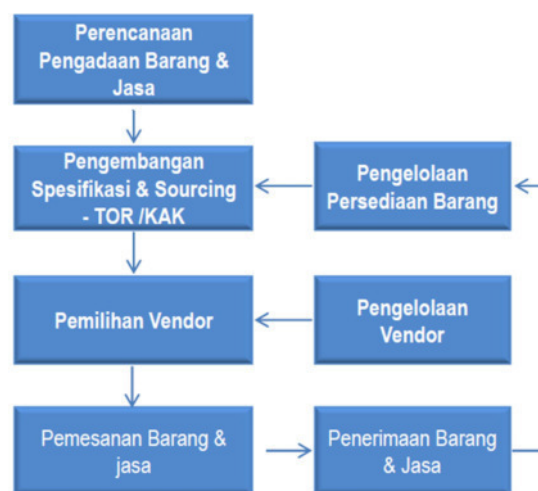 Perencanaan
Pengadaan Barang &
Jasa
Pengembangan
Spesifikasi & Sourcing
- TOR /KAK
Pengelolaan
Persediaan Barang
Pemilihan Vendor
Pengelolaan
Vendor
Pemesanan Barang &
jasa
Penerimaan Barang
& Jasa